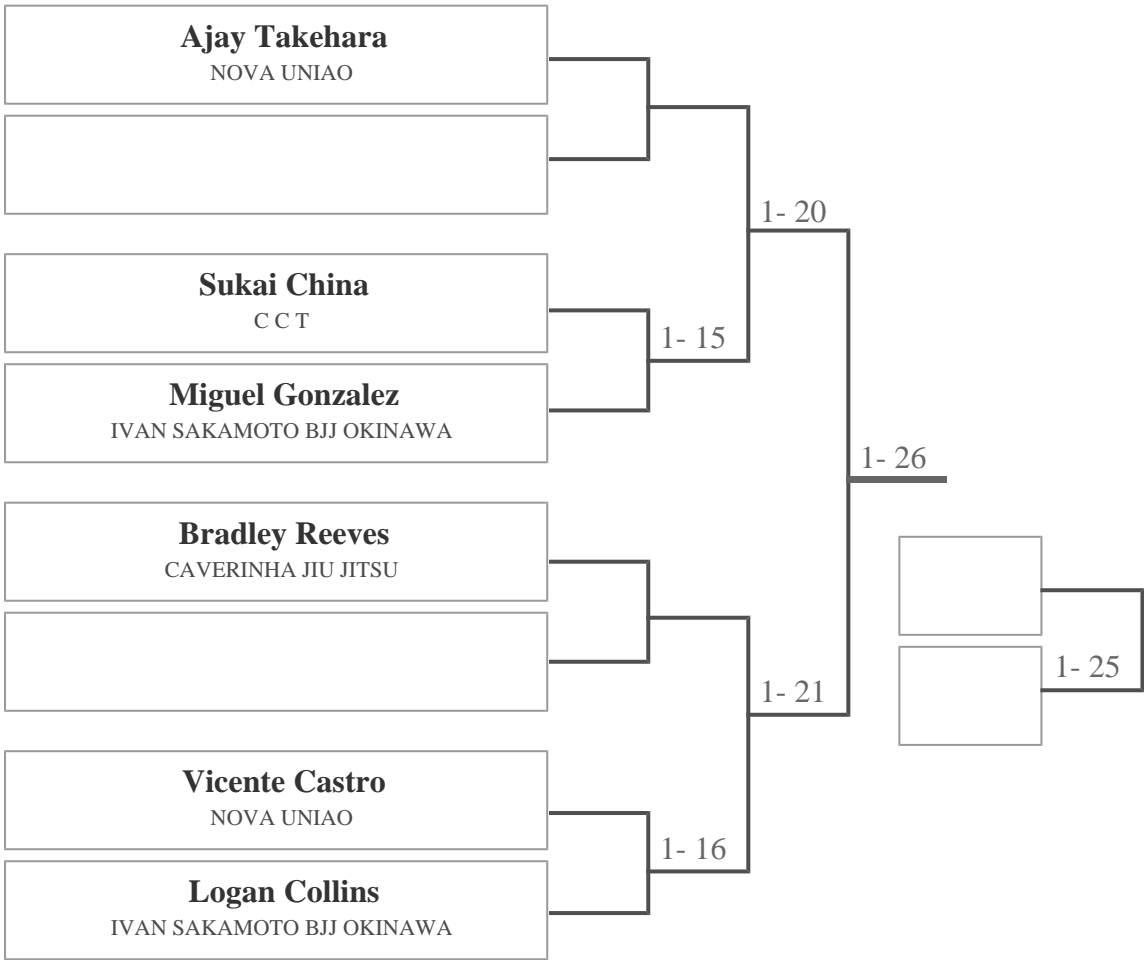 Ajay Takehara
NOVA UNIAO
1- 20
Sukai China
C C T
1- 15
Miguel Gonzalez
IVAN SAKAMOTO BJJ OKINAWA
1- 26
Bradley Reeves
CAVERINHA JIU JITSU
1- 25
1- 21
Vicente Castro
NOVA UNIAO
1- 16
Logan Collins
IVAN SAKAMOTO BJJ OKINAWA